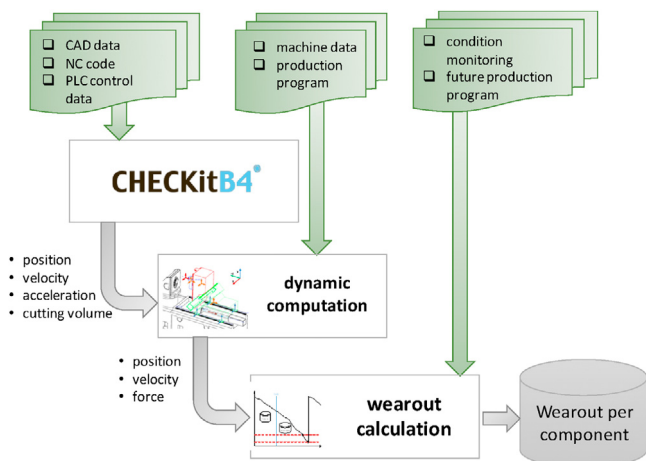 CAD data
NC code
PLC control
data
machine data
production
program
condition
monitoring
future production
program
CHECKitB4
position
velocity
acceleration
cutting volume
dynamic
computation
position
velocity
force
wearout
calculation
Wearout per
component